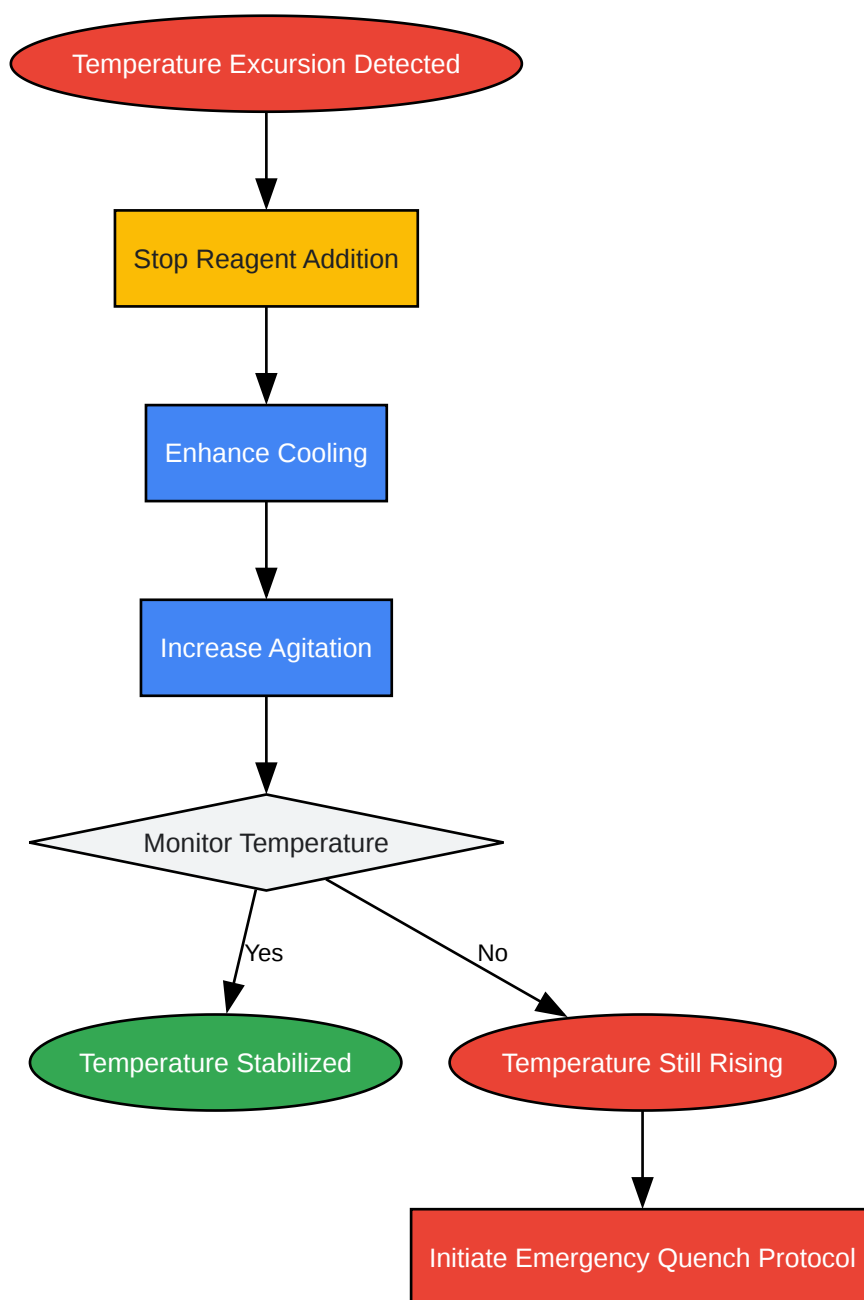 Temperature Excursion Detected
Stop Reagent Addition
Enhance Cooling
Increase Agitation
Monitor Temperature
Yes
No
Temperature Stabilized
Temperature Still Rising
Initiate Emergency Quench Protocol